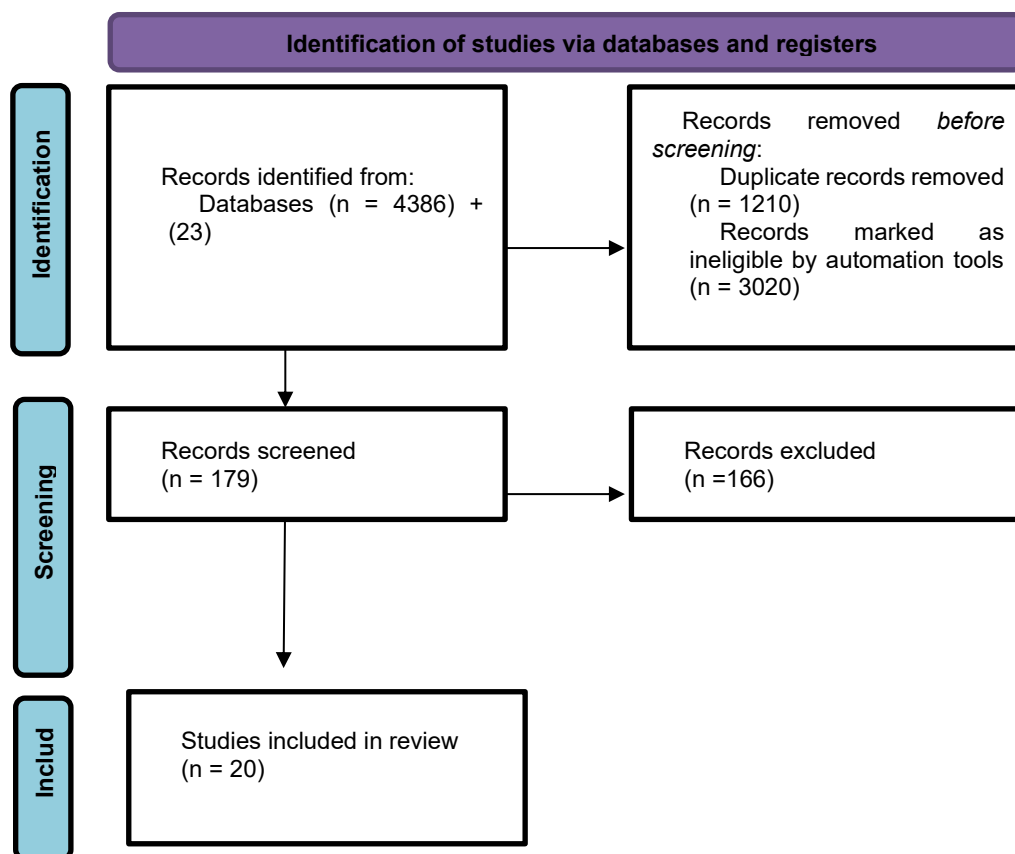 Identification of studies via databases and registers
Identification
Records identified from:
Databases (n = 4386) +
(23)
Records removed before
screening:
Duplicate records removed
(n = 1210)
Records marked as
ineligible by automation tools
(n = 3020)
Screening
Records screened
(n = 179)
Records excluded
(n =166)
Includ
Studies included in review
(n = 20)